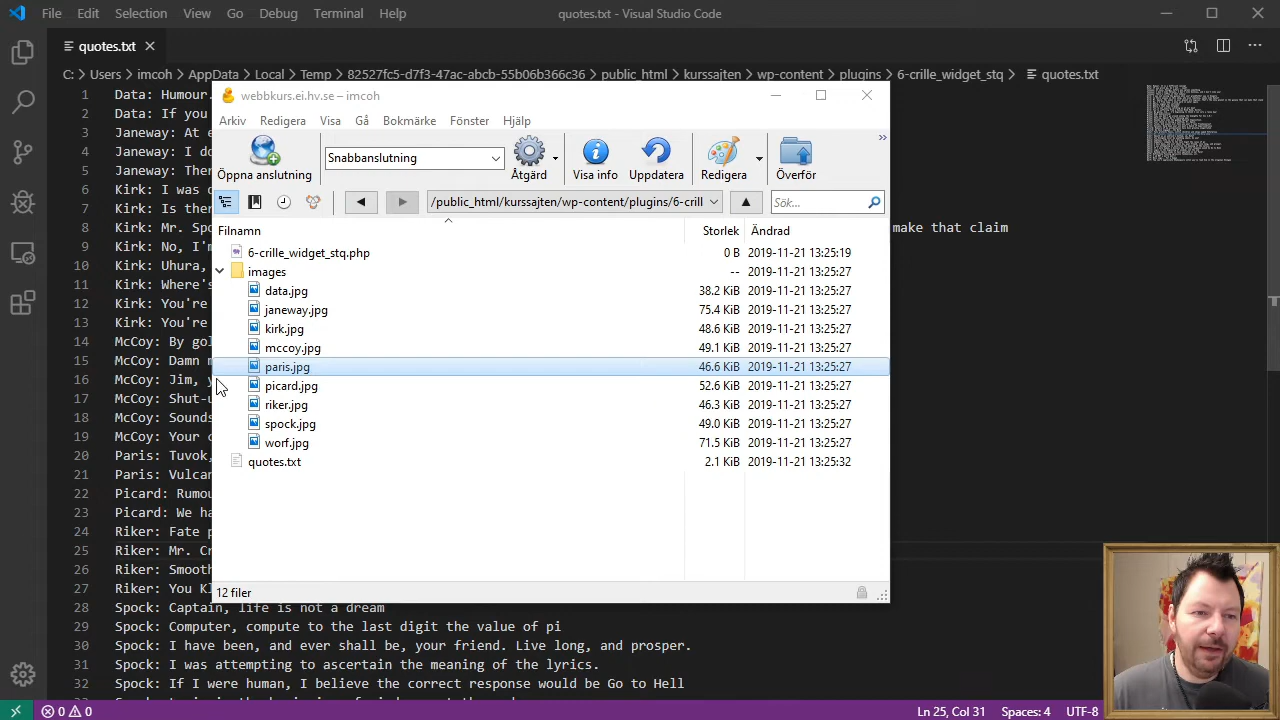 File Edit Selection View Go Debug Terminal Help quotes.txt - Visual Studio Code
quotes.txt
C: > Users > imcoh > AppData > Local > Temp > 82527fc5-d7f3-47ac-abcb-55b06b366c36 > public_html > kurssajten > wp-content > plugins > 6-crille_widget_stq > quotes.txt
1 Data: Humour.
2 Data: If you
3 Janeway: At e
4 Janeway: I do
5 Janeway: Ther
6 Kirk: I was
7 Kirk: Is ther
8 Kirk: Mr. Spo make that claim
9 Kirk: No, I'm
10 Kirk: Uhura,
11 Kirk: Where's
12 Kirk: You're
13 Kirk: You're
14 McCoy: By gol
15 McCoy: Damn m
16 McCoy: Jim, y
17 McCoy: Shut-u
18 McCoy: Sounds
19 McCoy: Your
20 Paris: Tuvok,
21 Paris: Vulcan
22 Picard: Rumou
23 Picard: We ha
24 Riker: Fate p
25 Riker: Mr. Cr
26 Riker: Smooth
27 Riker: You Kl
28 Spock: Captain, life is not a dream
29 Spock: Computer, compute to the last digit the value of pi
30 Spock: I have been, and ever shall be, your friend. Live long, and prosper.
31 Spock: I was attempting to ascertain the meaning of the lyrics.
32 Spock: If I were human, I believe the correct response would be Go to Hell
webbkurs.ei.hv.se – imcoh
Arkiv Redigera Visa Gå Bokmärke Fönster Hjälp
Öppna anslutning Snabbanslutning Åtgärd Visa info Uppdatera Redigera Överför
/public_html/kurssajten/wp-content/plugins/6-crill Sök...
Filnamn Storlek Ändrad
6-crille_widget_stq.php 0 B 2019-11-21 13:25:19
images -- 2019-11-21 13:25:27
data.jpg 38.2 KiB 2019-11-21 13:25:27
janeway.jpg 75.4 KiB 2019-11-21 13:25:27
kirk.jpg 48.6 KiB 2019-11-21 13:25:27
mccoy.jpg 49.1 KiB 2019-11-21 13:25:27
paris.jpg 46.6 KiB 2019-11-21 13:25:27
picard.jpg 52.6 KiB 2019-11-21 13:25:27
riker.jpg 46.3 KiB 2019-11-21 13:25:27
spock.jpg 49.0 KiB 2019-11-21 13:25:27
worf.jpg 71.5 KiB 2019-11-21 13:25:27
quotes.txt 2.1 KiB 2019-11-21 13:25:32
12 filer
0 0 Ln 25, Col 31 Spaces: 4 UTF-8